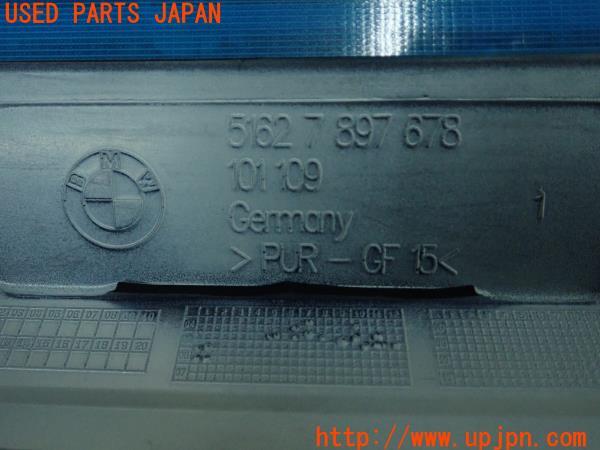 USED PARTS JAPAN
BMW
5162 7 897 678
101 109
Germany
1
>PUR - GF 15<
http://www.upjpn.com